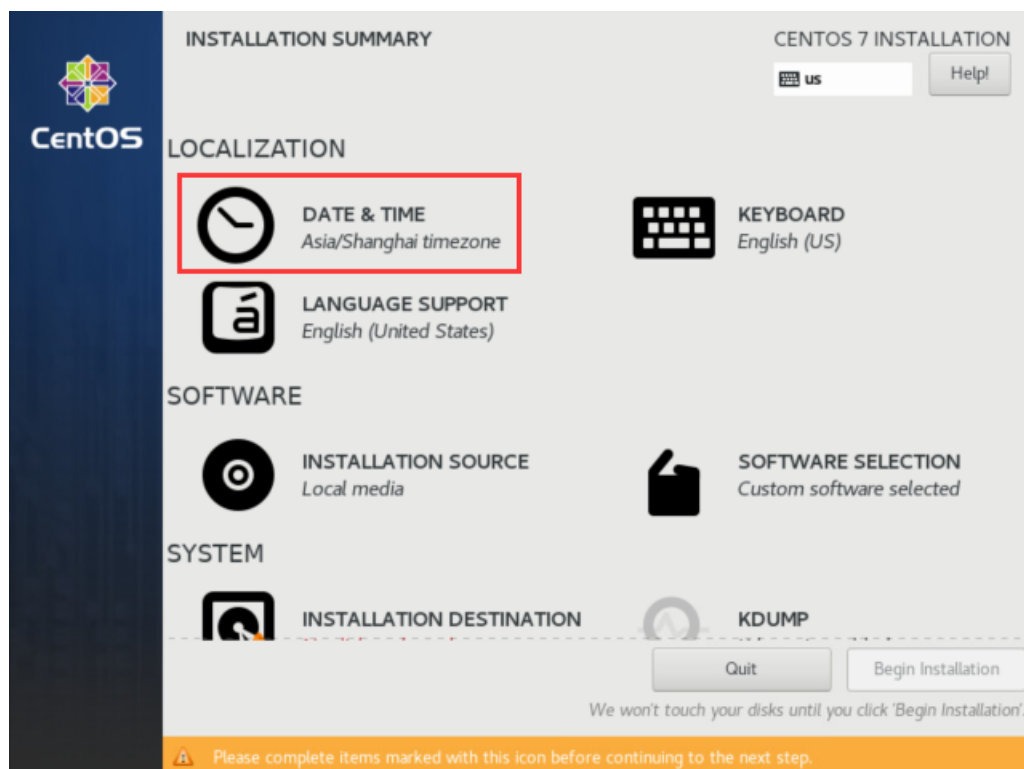 INSTALLATION SUMMARY
CENTOS 7 INSTALLATION
us
Help!
CentOS
LOCALIZATION
DATE & TIME
Asia/Shanghai timezone
KEYBOARD
English (US)
á
LANGUAGE SUPPORT
English (United States)
SOFTWARE
INSTALLATION SOURCE
Local media
SOFTWARE SELECTION
Custom software selected
SYSTEM
INSTALLATION DESTINATION
KDUMP
Quit
Begin Installation
We won't touch your disks until you click 'Begin Installation'.
Please complete items marked with this icon before continuing to the next step.